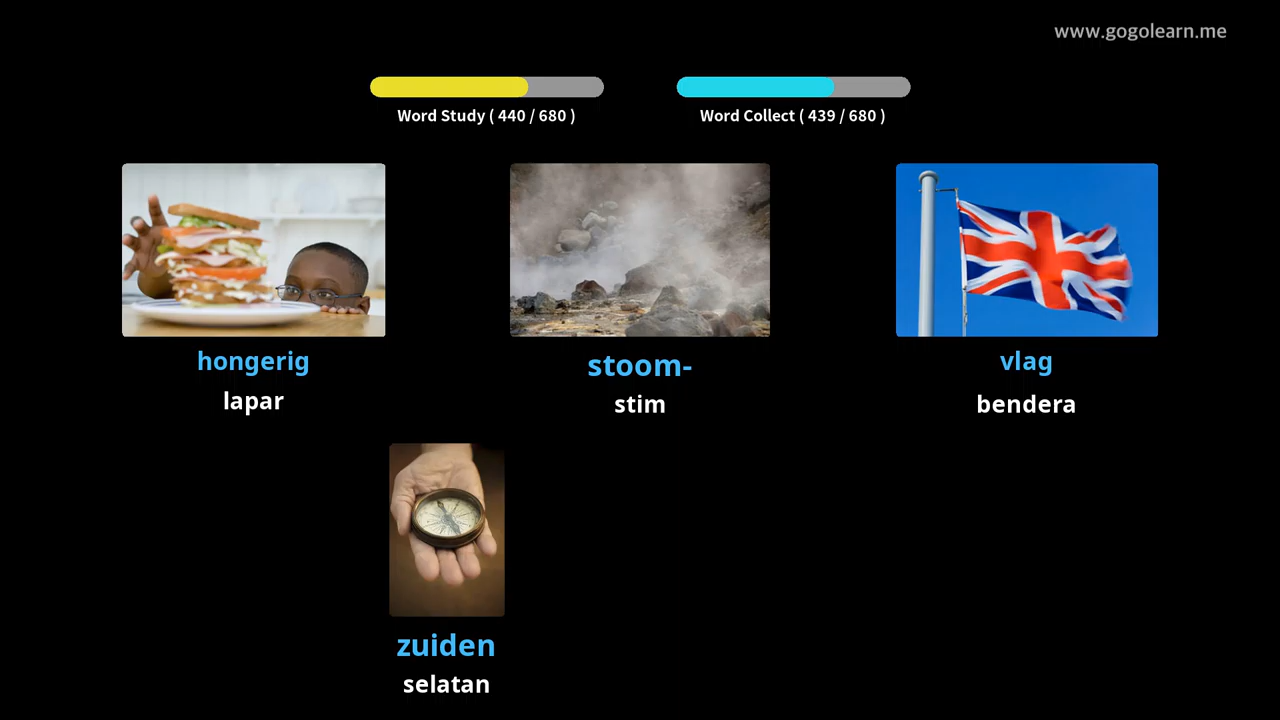 www.gogolearn.me
Word Study ( 440 / 680 )
Word Collect ( 439 / 680 )
hongerig
lapar
stoom-
stim
vlag
bendera
zuiden
selatan